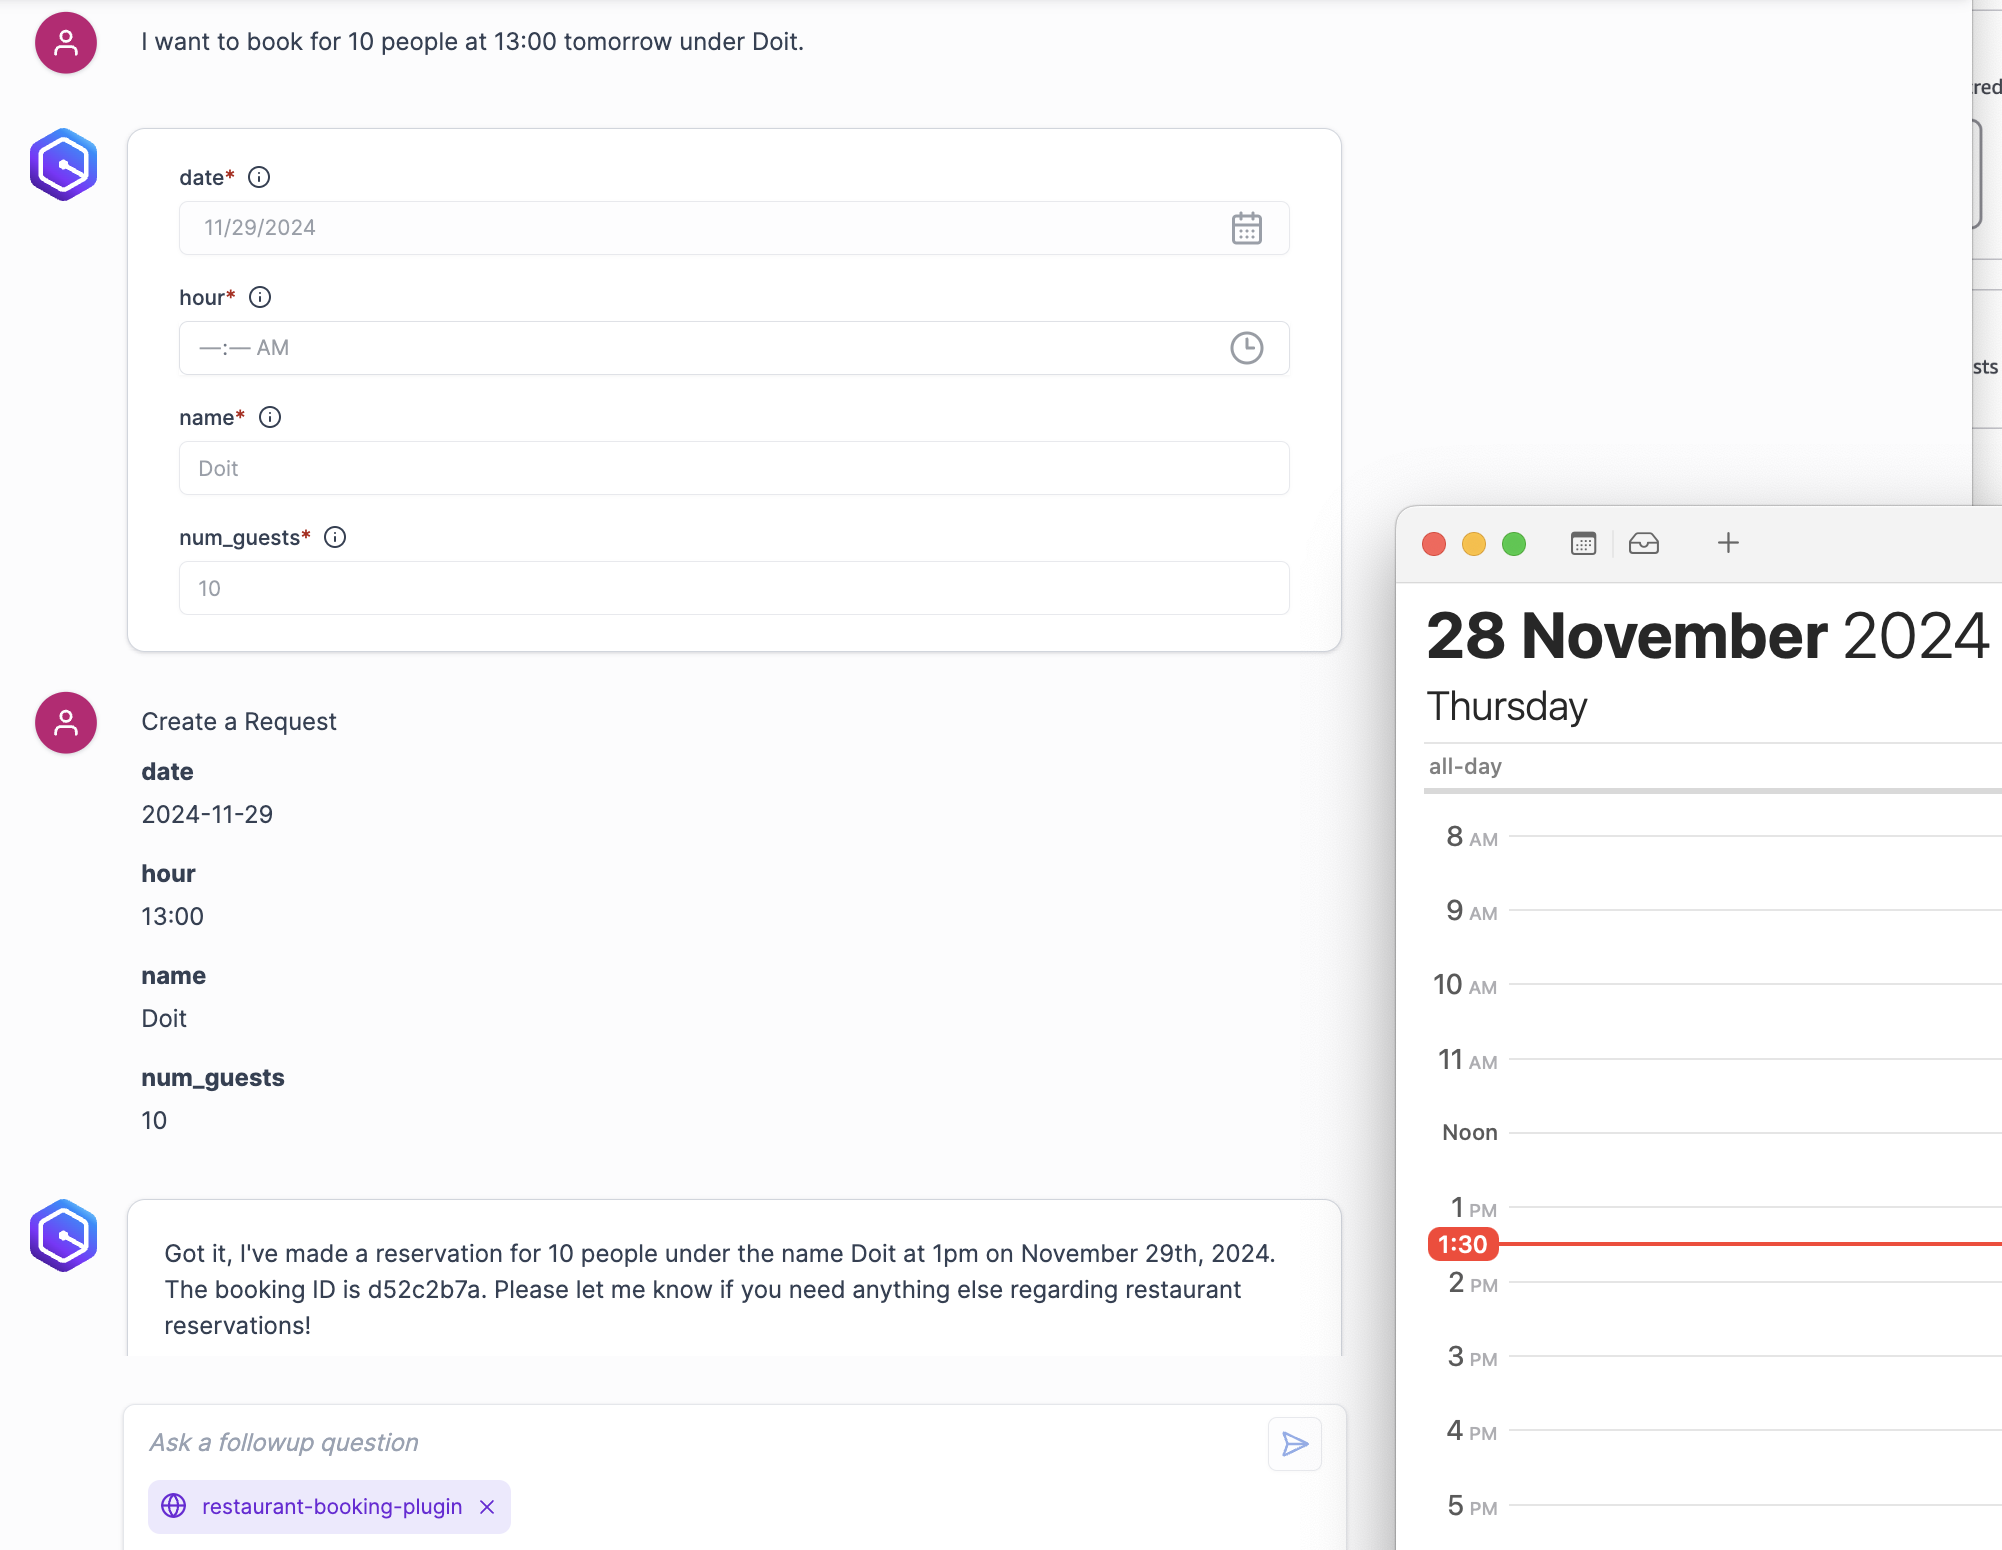 I want to book for 10 people at 13:00 tomorrow under Doit.
date*
11/29/2024
hour*
—:— AM
name*
Doit
num_guests*
10
Create a Request
date
2024-11-29
hour
13:00
name
Doit
num_guests
10
Got it, I've made a reservation for 10 people under the name Doit at 1pm on November 29th, 2024.
The booking ID is d52c2b7a. Please let me know if you need anything else regarding restaurant
reservations!
Ask a followup question
restaurant-booking-plugin
28 November 2024
Thursday
all-day
8 AM
9 AM
10 AM
11 AM
Noon
1 PM
1:30
2 PM
3 PM
4 PM
5 PM